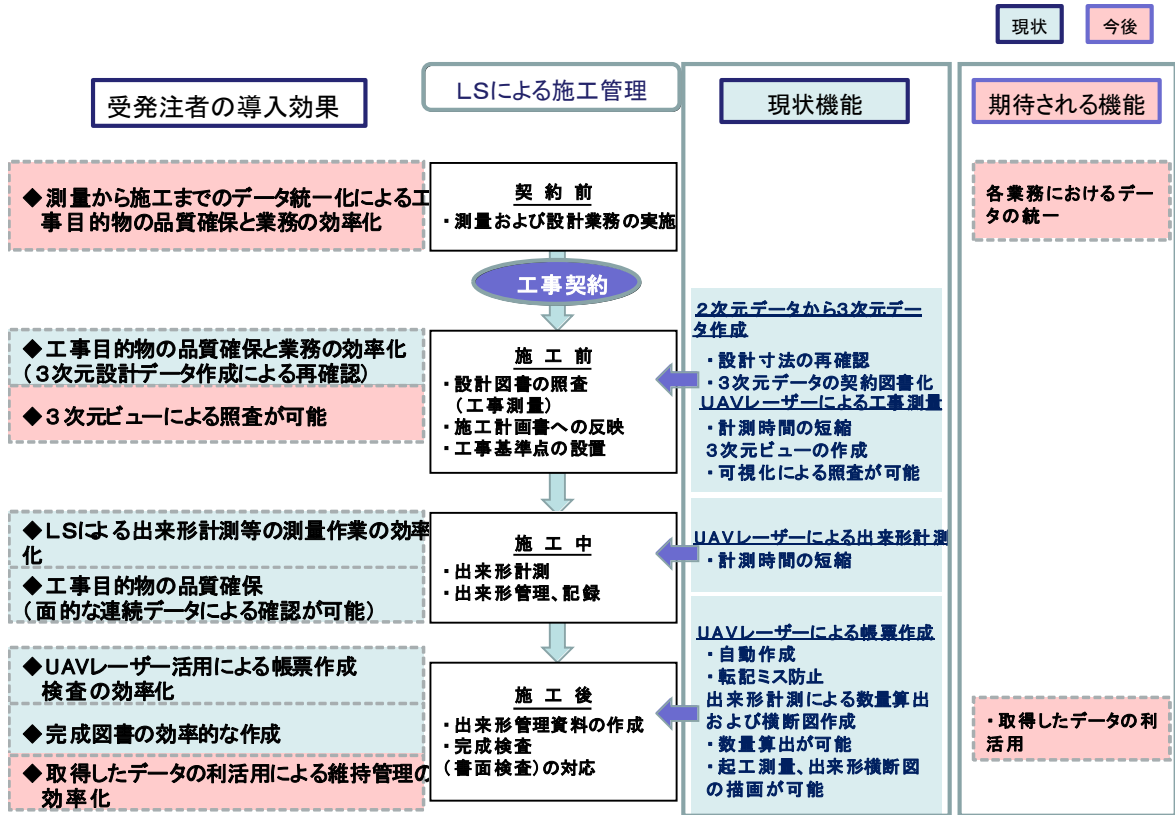 現状
今後
受発注者の導入効果
LSによる施工管理
現状機能
期待される機能
◆測量から施工までのデータ統一化による工
事目的物の品質確保と業務の効率化
契 約 前
・測量および設計業務の実施
各業務におけるデー
タの統一
工事契約
◆工事目的物の品質確保と業務の効率化
(3次元設計データ作成による再確認)
◆3次元ビューによる照査が可能
施 工 前
・設計図書の照査
(工事測量)
・施工計画書への反映
・工事基準点の設置
2次元データから3次元デー
タ作成
・設計寸法の再確認
・3次元データの契約図書化
UAVレーザーによる工事測量
・計測時間の短縮
3次元ビューの作成
・可視化による照査が可能
◆LSによる出来形計測等の測量作業の効率
化
◆工事目的物の品質確保
(面的な連続データによる確認が可能)
施 工 中
・出来形計測
・出来形管理、記録
UAVレーザーによる出来形計測
・計測時間の短縮
◆UAVレーザー活用による帳票作成
検査の効率化
◆完成図書の効率的な作成
◆取得したデータの利活用による維持管理の
効率化
施 工 後
・出来形管理資料の作成
・完成検査
(書面検査)の対応
UAVレーザーによる帳票作成
・自動作成
・転記ミス防止
出来形計測による数量算出
および横断図作成
・数量算出が可能
・起工測量、出来形横断図
の描画が可能
・取得したデータの利
活用